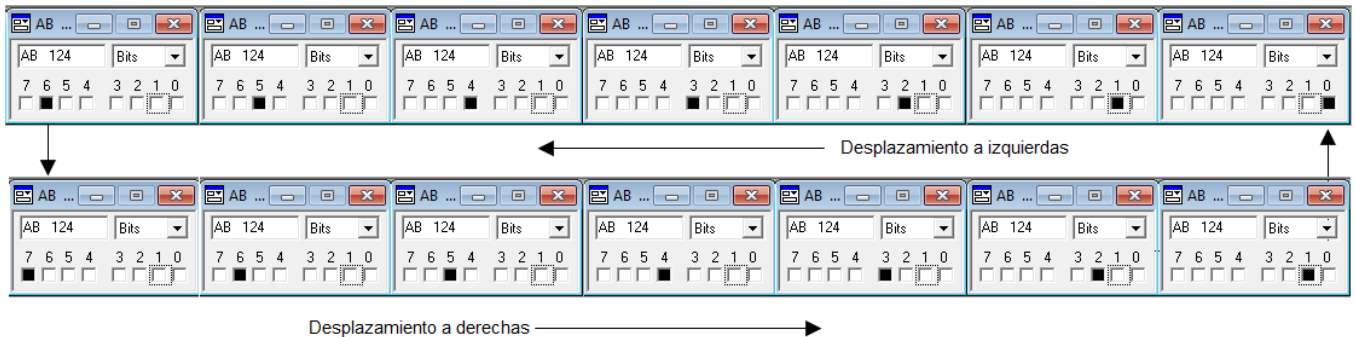 AB ... AB ... AB ... AB ... AB ... AB ... AB ...
AB 124 Bits AB 124 Bits AB 124 Bits AB 124 Bits AB 124 Bits AB 124 Bits AB 124 Bits
7 6 5 4 3 2 1 0 7 6 5 4 3 2 1 0 7 6 5 4 3 2 1 0 7 6 5 4 3 2 1 0 7 6 5 4 3 2 1 0 7 6 5 4 3 2 1 0 7 6 5 4 3 2 1 0
Desplazamiento a izquierdas
AB ... AB ... AB ... AB ... AB ... AB ... AB ...
AB 124 Bits AB 124 Bits AB 124 Bits AB 124 Bits AB 124 Bits AB 124 Bits AB 124 Bits
7 6 5 4 3 2 1 0 7 6 5 4 3 2 1 0 7 6 5 4 3 2 1 0 7 6 5 4 3 2 1 0 7 6 5 4 3 2 1 0 7 6 5 4 3 2 1 0 7 6 5 4 3 2 1 0
Desplazamiento a derechas